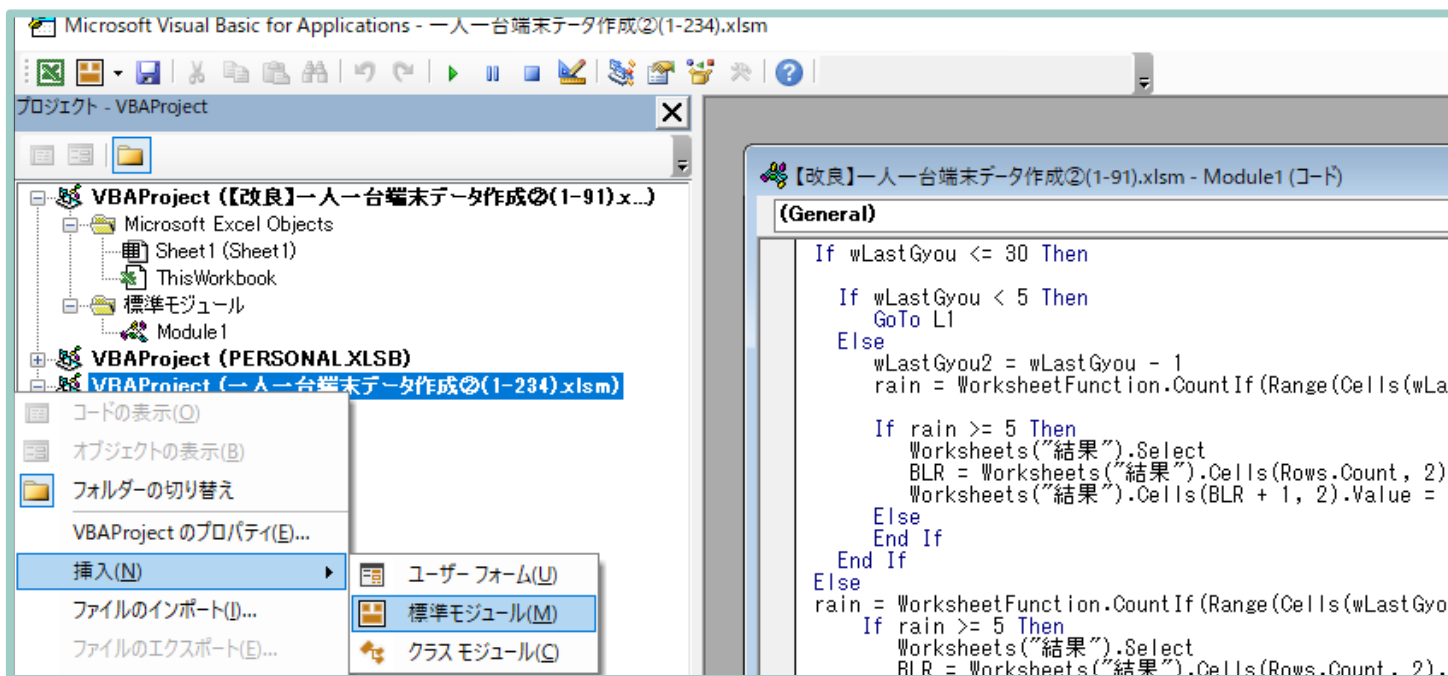 Microsoft Visual Basic for Applications - 一人一台端末データ作成②(1-234).xlsm
プロジェクト - VBAProject
VBAProject (【改良】一人一台端末データ作成②(1-91).x...)
Microsoft Excel Objects
Sheet1 (Sheet1)
ThisWorkbook
標準モジュール
Module1
VBAProject (PERSONAL.XLSB)
VBAProject (一人一台端末データ作成②(1-234).xlsm)
コードの表示(O)
オブジェクトの表示(B)
フォルダーの切り替え
VBAProject のプロパティ(E)...
挿入(N)
ファイルのインポート(I)...
ファイルのエクスポート(E)...
ユーザー フォーム(U)
標準モジュール(M)
クラス モジュール(C)
【改良】一人一台端末データ作成②(1-91).xlsm - Module1 (コード)
(General)
If wLastGyou <= 30 Then
If wLastGyou < 5 Then
GoTo L1
Else
wLastGyou2 = wLastGyou - 1
rain = WorksheetFunction.CountIf(Range(Cells(wLa
If rain >= 5 Then
Worksheets("結果").Select
BLR = Worksheets("結果").Cells(Rows.Count, 2)
Worksheets("結果").Cells(BLR + 1, 2).Value =
Else
End If
End If
Else
rain = WorksheetFunction.CountIf(Range(Cells(wLastGyo
If rain >= 5 Then
Worksheets("結果").Select
BLR = Worksheets("結果").Cells(Rows.Count, 2).